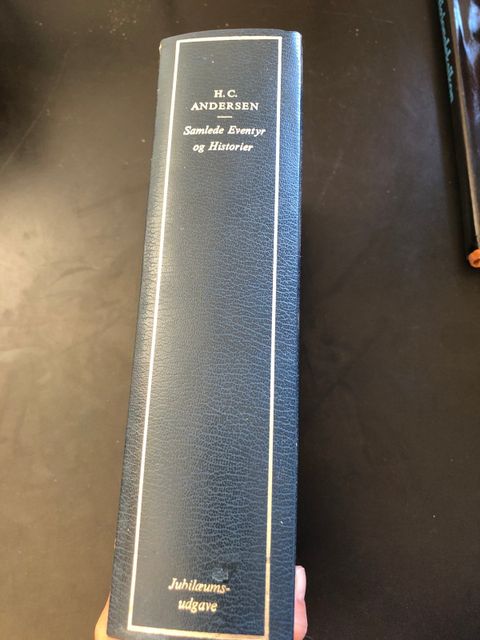 H. C.
ANDERSEN
Samlede Eventyr
og Historier
Jubilæums-
udgave